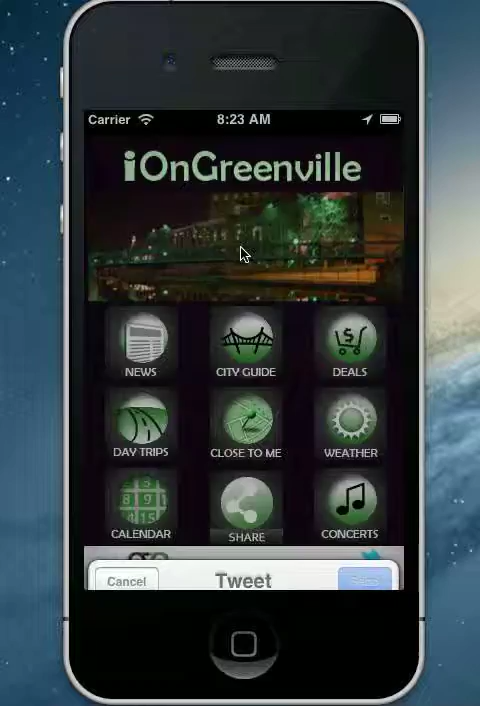 Carrier 8:23 AM
iOnGreenville
NEWS CITY GUIDE DEALS
DAY TRIPS CLOSE TO ME WEATHER
CALENDAR SHARE CONCERTS
Cancel Tweet